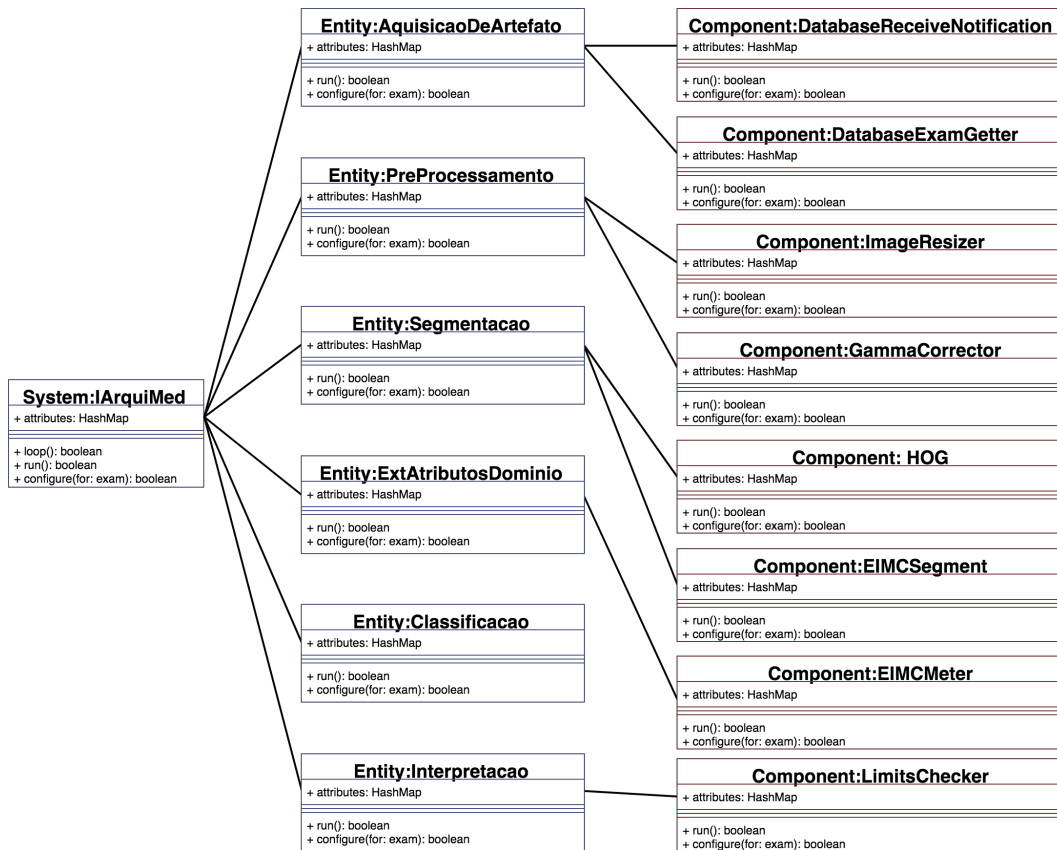 System:IArquiMed
+ attributes: HashMap
+ loop(): boolean
+ run(): boolean
+ configure(for: exam): boolean
Entity:AquisicaoDeArtefato
+ attributes: HashMap
+ run(): boolean
+ configure(for: exam): boolean
Entity:PreProcessamento
+ attributes: HashMap
+ run(): boolean
+ configure(for: exam): boolean
Entity:Segmentacao
+ attributes: HashMap
+ run(): boolean
+ configure(for: exam): boolean
Entity:ExtAtributosDominio
+ attributes: HashMap
+ run(): boolean
+ configure(for: exam): boolean
Entity:Classificacao
+ attributes: HashMap
+ run(): boolean
+ configure(for: exam): boolean
Entity:Interpretacao
+ attributes: HashMap
+ run(): boolean
+ configure(for: exam): boolean
Component:DatabaseReceiveNotification
+ attributes: HashMap
+ run(): boolean
+ configure(for: exam): boolean
Component:DatabaseExamGetter
+ attributes: HashMap
+ run(): boolean
+ configure(for: exam): boolean
Component:ImageResizer
+ attributes: HashMap
+ run(): boolean
+ configure(for: exam): boolean
Component:GammaCorrector
+ attributes: HashMap
+ run(): boolean
+ configure(for: exam): boolean
Component: HOG
+ attributes: HashMap
+ run(): boolean
+ configure(for: exam): boolean
Component:EIMCSegment
+ attributes: HashMap
+ run(): boolean
+ configure(for: exam): boolean
Component:EIMCMeter
+ attributes: HashMap
+ run(): boolean
+ configure(for: exam): boolean
Component:LimitsChecker
+ attributes: HashMap
+ run(): boolean
+ configure(for: exam): boolean